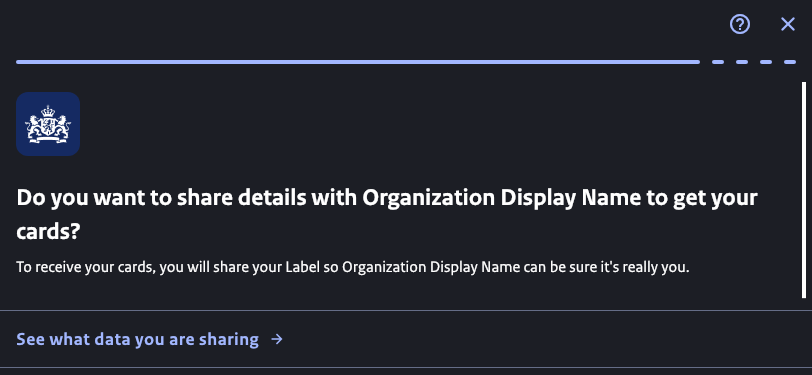 Do you want to share details with Organization Display Name to get your
cards?
To receive your cards, you will share your Label so Organization Display Name can be sure it's really you.
See what data you are sharing →